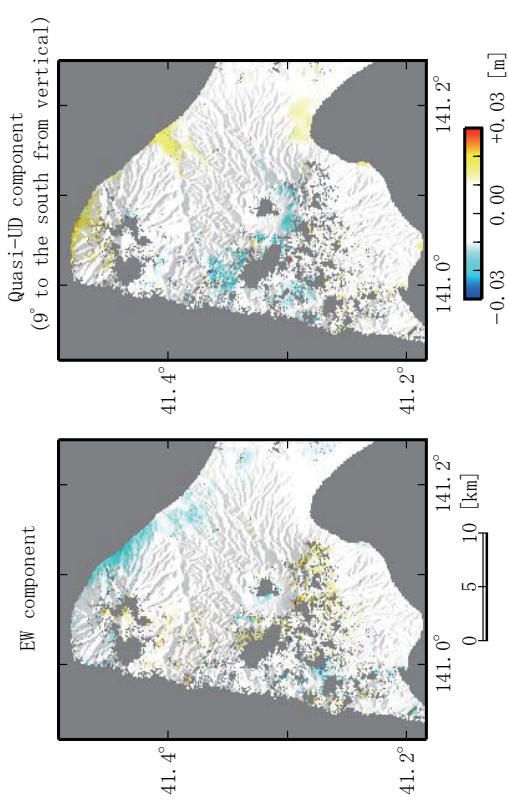 EW component
41.4°
41.2°
141.0°
141.2°
0 5 10 [km]
Quasi-UD component
(9° to the south from vertical)
41.4°
41.2°
141.0°
141.2°
−0.03 0.00 +0.03 [m]